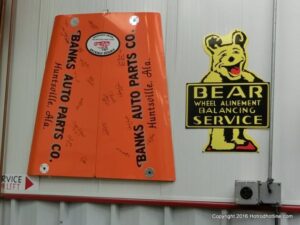 BANKS AUTO PARTS CO.
Huntsville, Ala.
BANKS AUTO PARTS CO.
Huntsville, Ala.
BEAR
WHEEL ALINEMENT
BALANCING
SERVICE
SERVICE
LEFT
Copyright 2016 Hotrodhotline.com